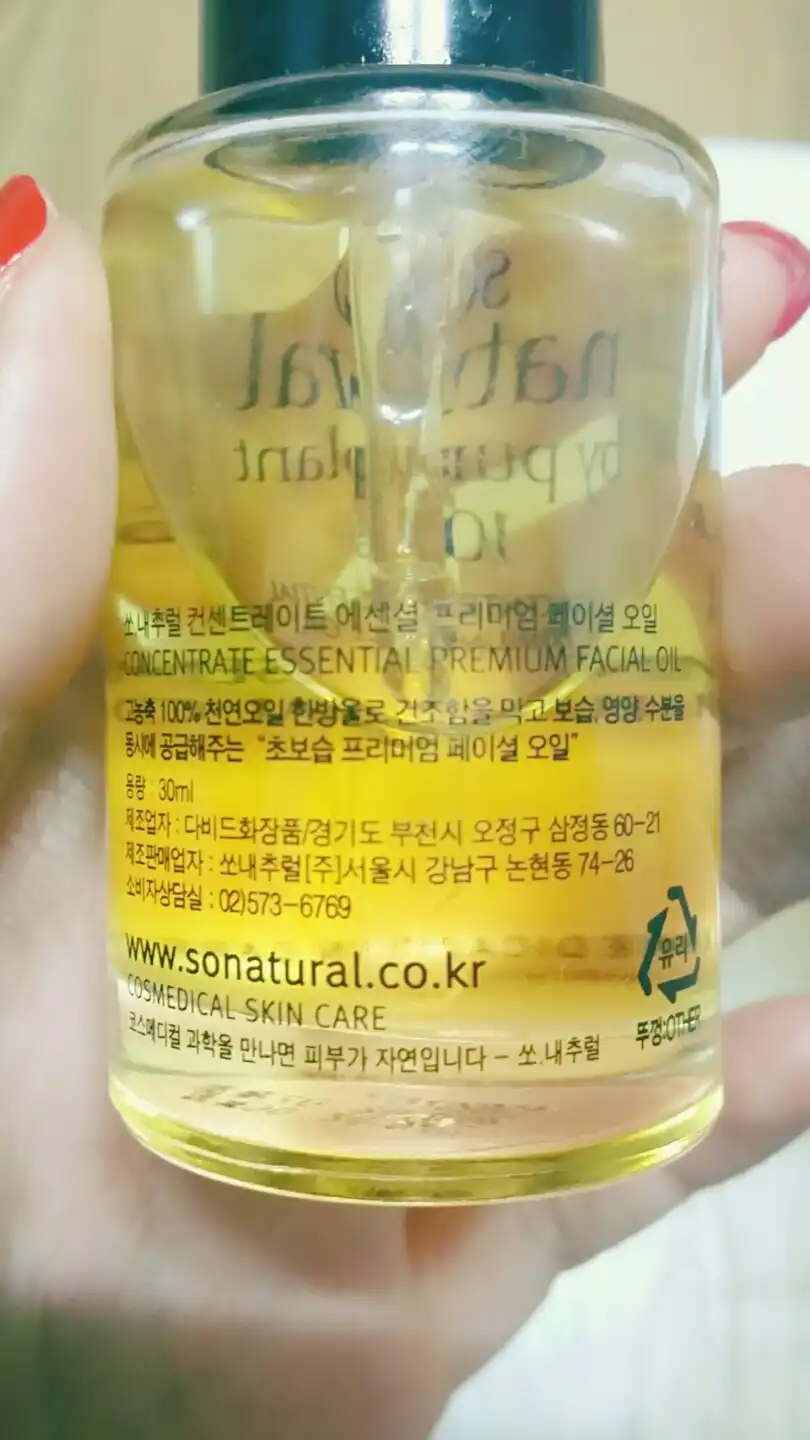 so
natural
by pure plant
쏘.내추럴 컨센트레이트 에센셜 프리미엄 페이셜 오일
CONCENTRATE ESSENTIAL PREMIUM FACIAL OIL
고농축 100% 천연오일 한방울로 건조함을 막고 보습, 영양, 수분을
동시에 공급해주는 "초보습 프리미엄 페이셜 오일"
용량 : 30ml
제조업자 : 다비드화장품/경기도 부천시 오정구 삼정동 60-21
제조판매업자 : 쏘내추럴[주]서울시 강남구 논현동 74-26
소비자상담실 : 02)573-6769
www.sonatural.co.kr
COSMEDICAL SKIN CARE
코스메디컬 과학을 만나면 피부가 자연입니다 - 쏘.내추럴
유리
뚜껑:OTHER